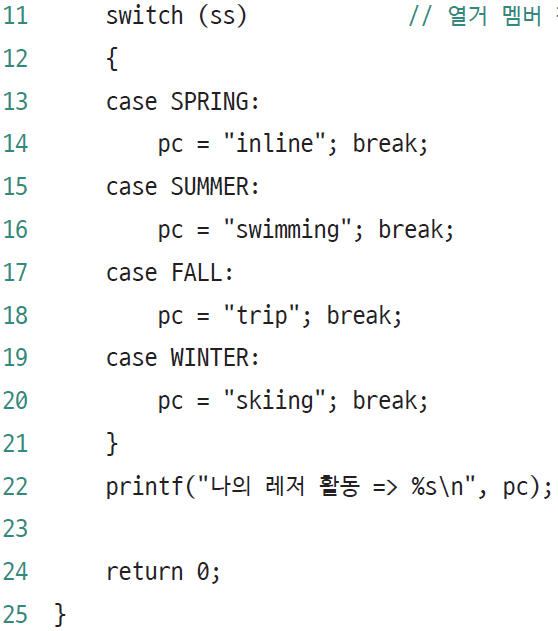 11 switch (ss) // 열거 멤버
12 {
13 case SPRING:
14 pc = "inline"; break;
15 case SUMMER:
16 pc = "swimming"; break;
17 case FALL:
18 pc = "trip"; break;
19 case WINTER:
20 pc = "skiing"; break;
21 }
22 printf("나의 레저 활동 => %s\n", pc);
23
24 return 0;
25 }